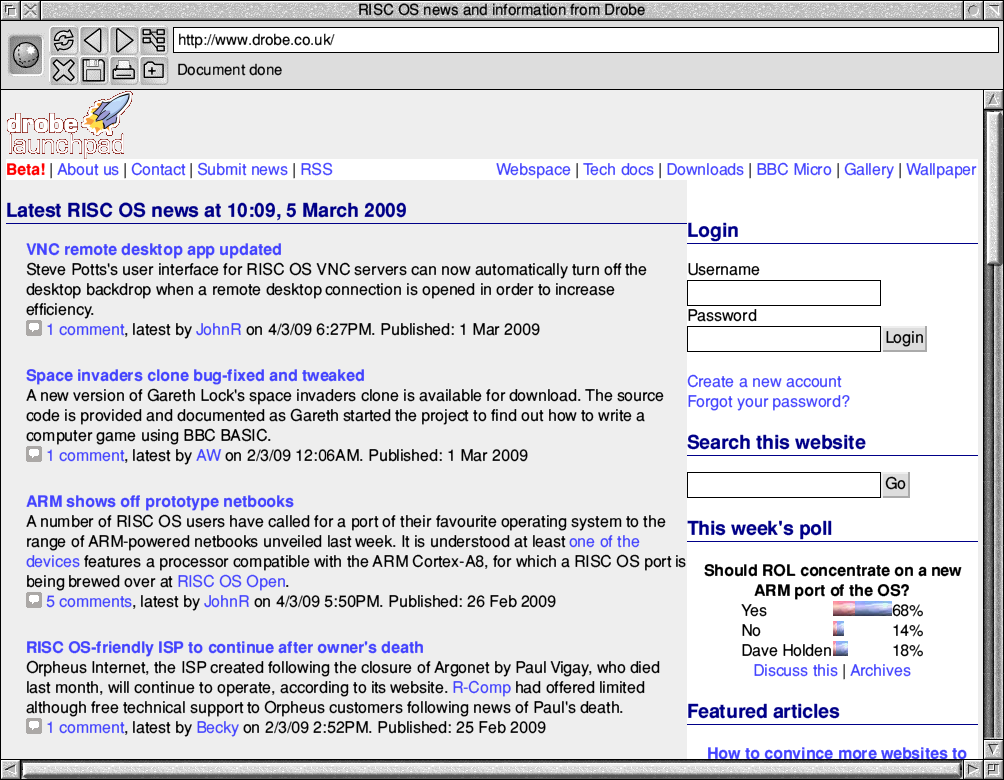 RISC OS news and information from Drobe
http://www.drobe.co.uk/
Document done
drobe
launchpad
Beta! | About us | Contact | Submit news | RSS
Webspace | Tech docs | Downloads | BBC Micro | Gallery | Wallpaper
Latest RISC OS news at 10:09, 5 March 2009
VNC remote desktop app updated
Steve Potts's user interface for RISC OS VNC servers can now automatically turn off the
desktop backdrop when a remote desktop connection is opened in order to increase
efficiency.
1 comment, latest by JohnR on 4/3/09 6:27PM. Published: 1 Mar 2009
Space invaders clone bug-fixed and tweaked
A new version of Gareth Lock's space invaders clone is available for download. The source
code is provided and documented as Gareth started the project to find out how to write a
computer game using BBC BASIC.
1 comment, latest by AW on 2/3/09 12:06AM. Published: 1 Mar 2009
ARM shows off prototype netbooks
A number of RISC OS users have called for a port of their favourite operating system to the
range of ARM-powered netbooks unveiled last week. It is understood at least one of the
devices features a processor compatible with the ARM Cortex-A8, for which a RISC OS port is
being brewed over at RISC OS Open.
5 comments, latest by JohnR on 4/3/09 5:50PM. Published: 26 Feb 2009
RISC OS-friendly ISP to continue after owner's death
Orpheus Internet, the ISP created following the closure of Argonet by Paul Vigay, who died
last month, will continue to operate, according to its website. R-Comp had offered limited
although free technical support to Orpheus customers following news of Paul's death.
1 comment, latest by Becky on 2/3/09 2:52PM. Published: 25 Feb 2009
Login
Username
Password
Login
Create a new account
Forgot your password?
Search this website
Go
This week's poll
Should ROL concentrate on a new
ARM port of the OS?
Yes 68%
No 14%
Dave Holden 18%
Discuss this | Archives
Featured articles
How to convince more websites to